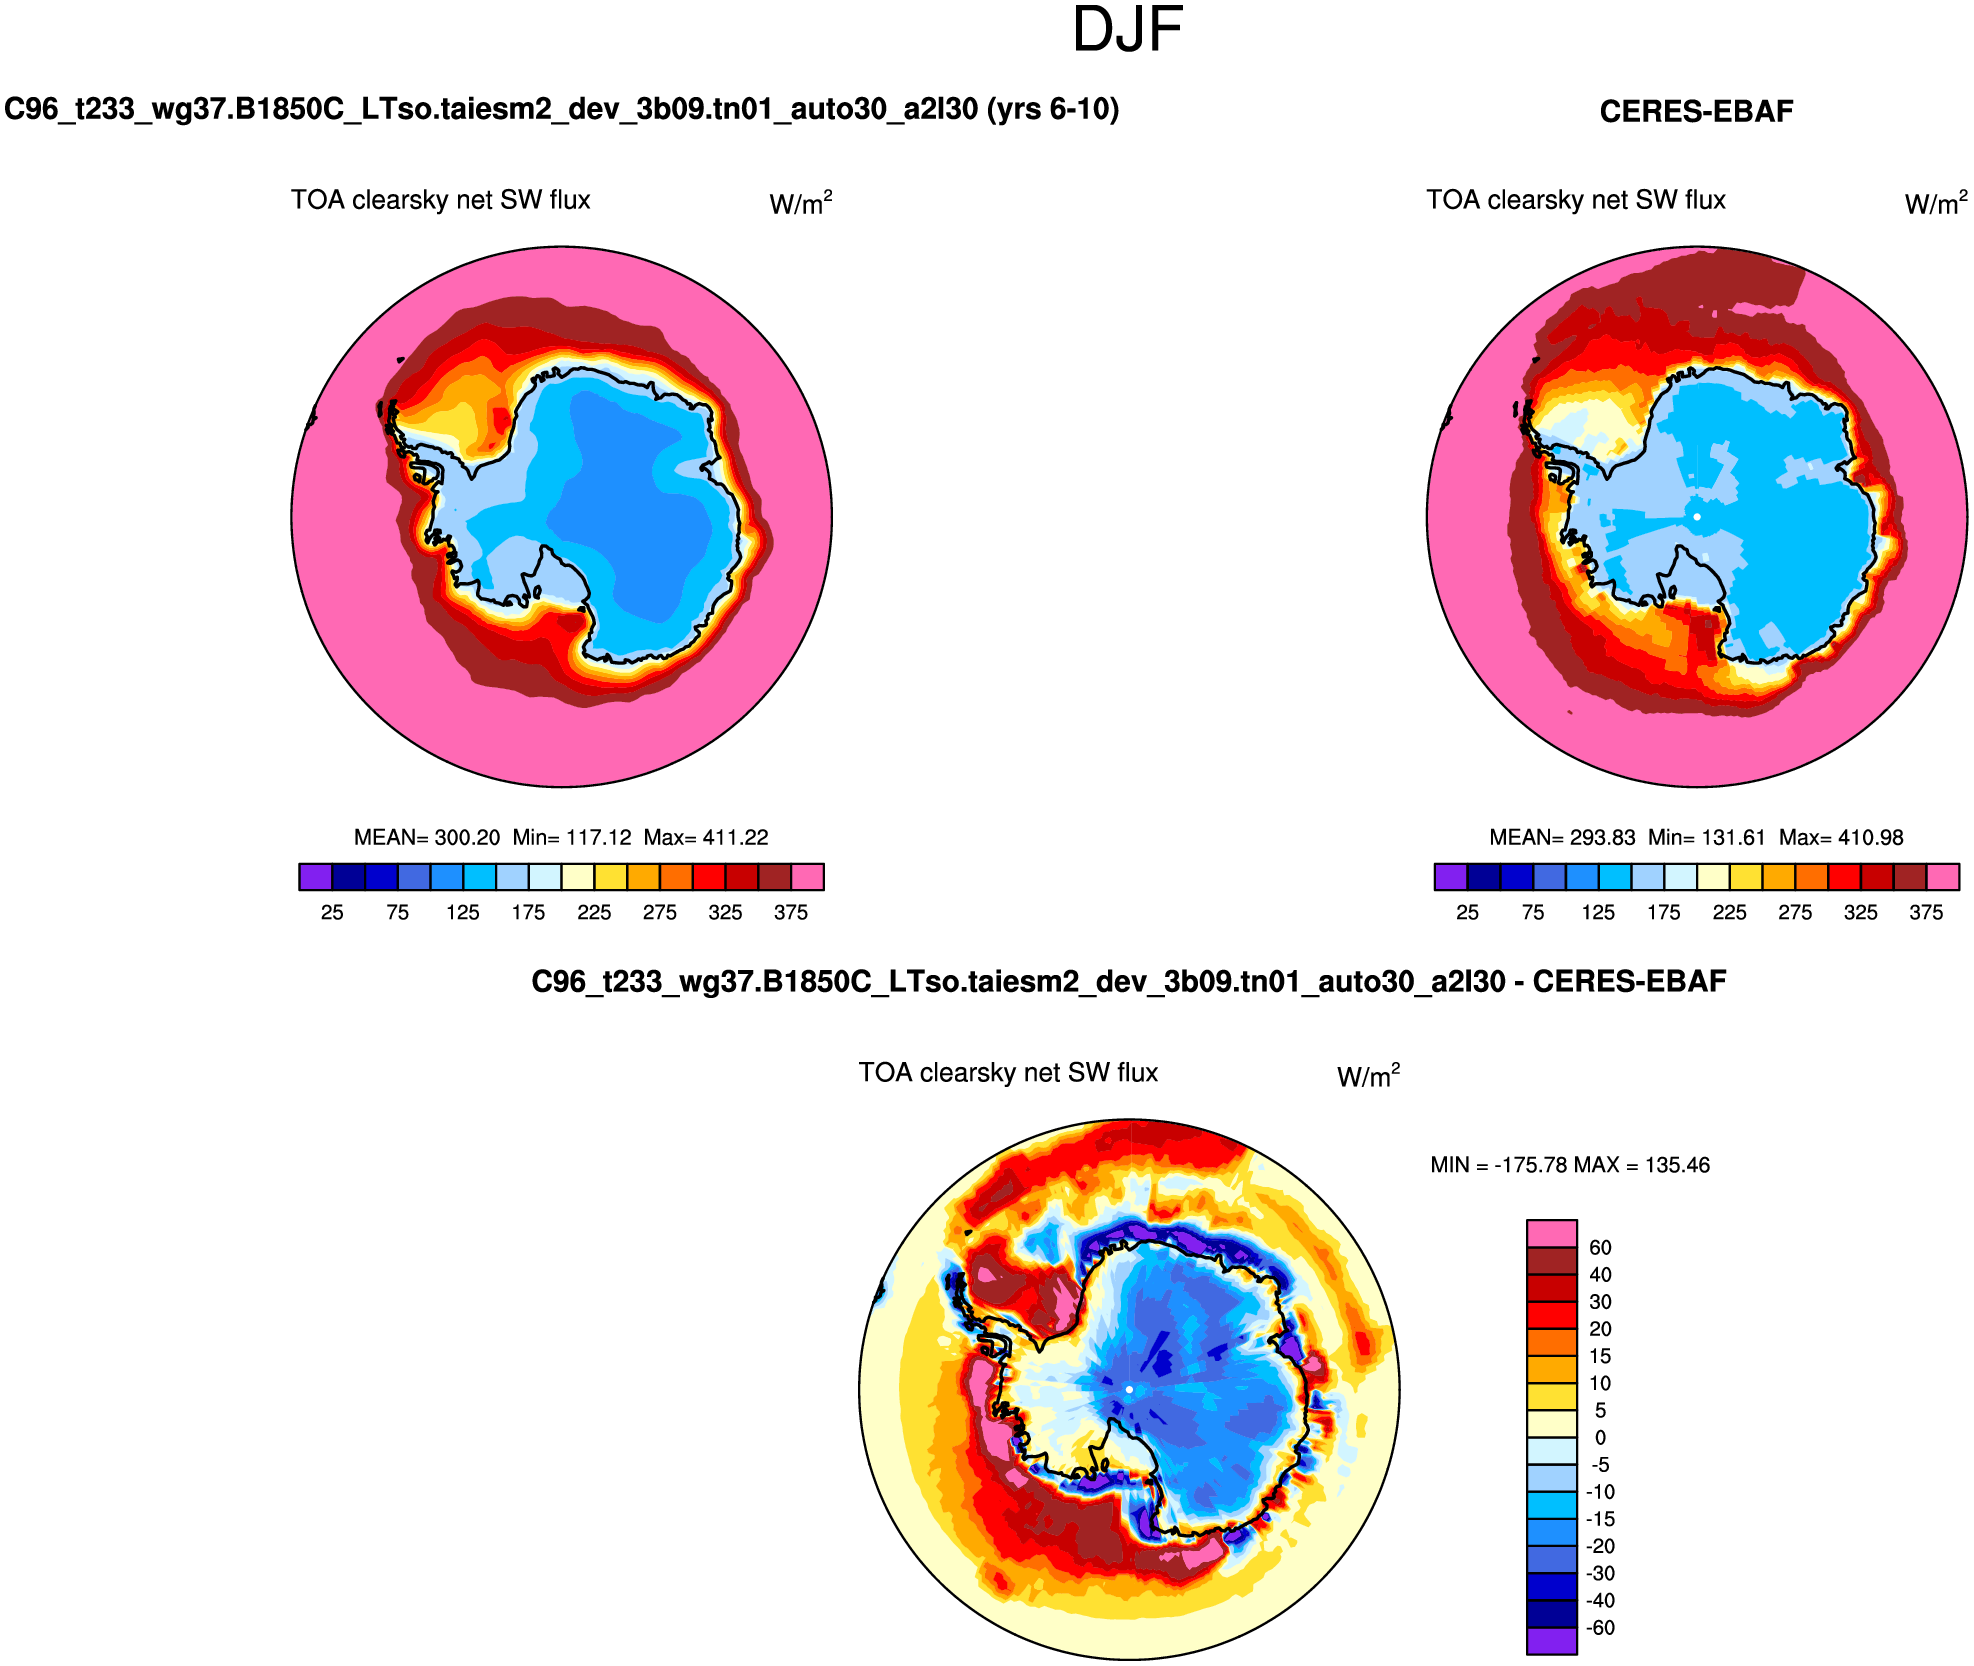 DJF
C96_t233_wg37.B1850C_LTso.taiesm2_dev_3b09.tn01_auto30_a2l30 (yrs 6-10)
CERES-EBAF
TOA clearsky net SW flux W/m²
TOA clearsky net SW flux W/m²
MEAN= 300.20 Min= 117.12 Max= 411.22
MEAN= 293.83 Min= 131.61 Max= 410.98
25 75 125 175 225 275 325 375
25 75 125 175 225 275 325 375
C96_t233_wg37.B1850C_LTso.taiesm2_dev_3b09.tn01_auto30_a2l30 - CERES-EBAF
TOA clearsky net SW flux W/m²
MIN = -175.78 MAX = 135.46
60
40
30
20
15
10
5
0
-5
-10
-15
-20
-30
-40
-60